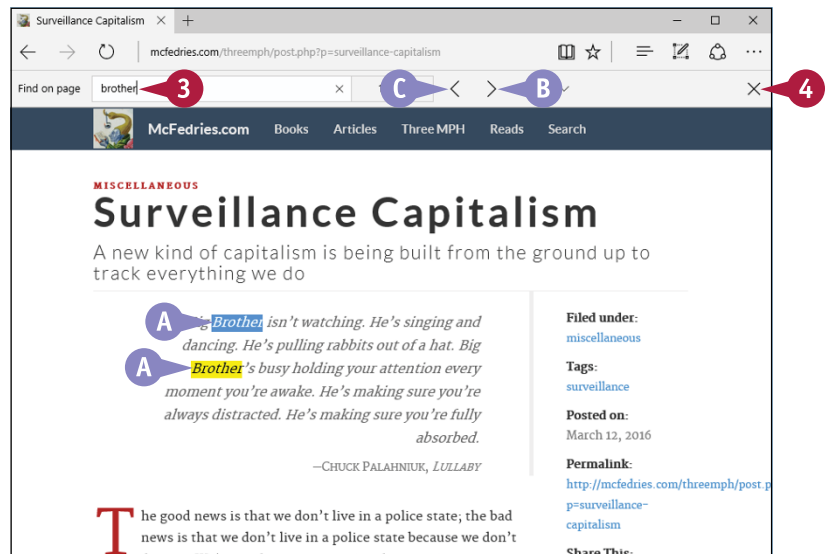 Surveillance Capitalism
mcfedries.com/threemph/post.php?p=surveillance-capitalism
Find on page brother 3 C B 4
McFedries.com Books Articles Three MPH Reads Search
MISCELLANEOUS
Surveillance Capitalism
A new kind of capitalism is being built from the ground up to
track everything we do
A Brother isn't watching. He's singing and
dancing. He's pulling rabbits out of a hat. Big
A Brother's busy holding your attention every
moment you're awake. He's making sure you're
always distracted. He's making sure you're fully
absorbed.
—CHUCK PALAHNIUK, LULLABY
The good news is that we don't live in a police state; the bad
news is that we don't live in a police state because we don't
Filed under:
miscellaneous
Tags:
surveillance
Posted on:
March 12, 2016
Permalink:
http://mcfedries.com/threemph/post.p
p=surveillance-
capitalism
Share This: